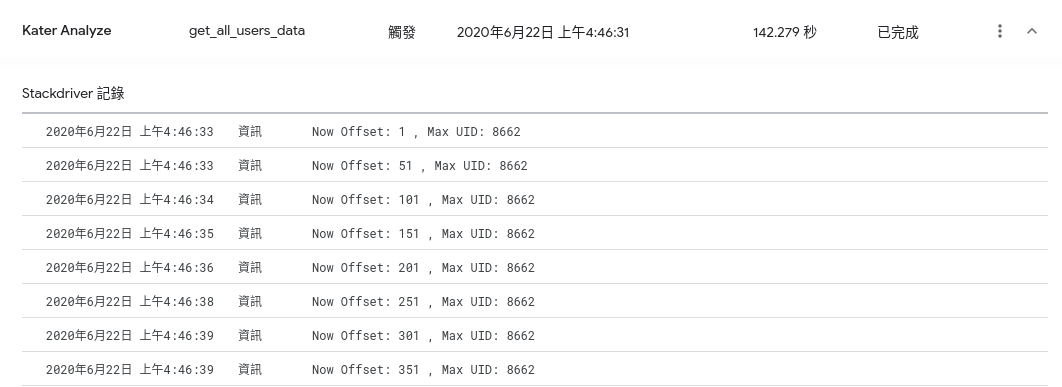 Kater Analyze get_all_users_data 觸發 2020年6月22日 上午4:46:31 142.279 秒 已完成
Stackdriver 記錄
2020年6月22日 上午4:46:33 資訊 Now Offset: 1 , Max UID: 8662
2020年6月22日 上午4:46:33 資訊 Now Offset: 51 , Max UID: 8662
2020年6月22日 上午4:46:34 資訊 Now Offset: 101 , Max UID: 8662
2020年6月22日 上午4:46:35 資訊 Now Offset: 151 , Max UID: 8662
2020年6月22日 上午4:46:36 資訊 Now Offset: 201 , Max UID: 8662
2020年6月22日 上午4:46:38 資訊 Now Offset: 251 , Max UID: 8662
2020年6月22日 上午4:46:39 資訊 Now Offset: 301 , Max UID: 8662
2020年6月22日 上午4:46:39 資訊 Now Offset: 351 , Max UID: 8662